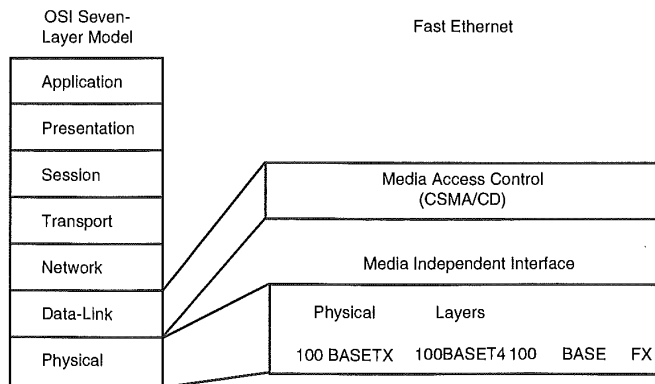 OSI Seven-
Layer Model
Fast Ethernet
Application
Presentation
Session
Transport
Network
Data-Link
Physical
Media Access Control
(CSMA/CD)
Media Independent Interface
Physical Layers
100 BASETX 100BASET4 100 BASE FX